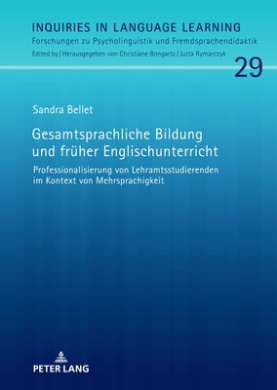 INQUIRIES IN LANGUAGE LEARNING
Forschungen zu Psycholinguistik und Fremdsprachendidaktik
Edited by / Herausgegeben von Christiane Bongartz / Jutta Rymarczyk
29
Sandra Bellet
Gesamtsprachliche Bildung
und früher Englischunterricht
Professionalisierung von Lehramtsstudierenden
im Kontext von Mehrsprachigkeit
PETER LANG